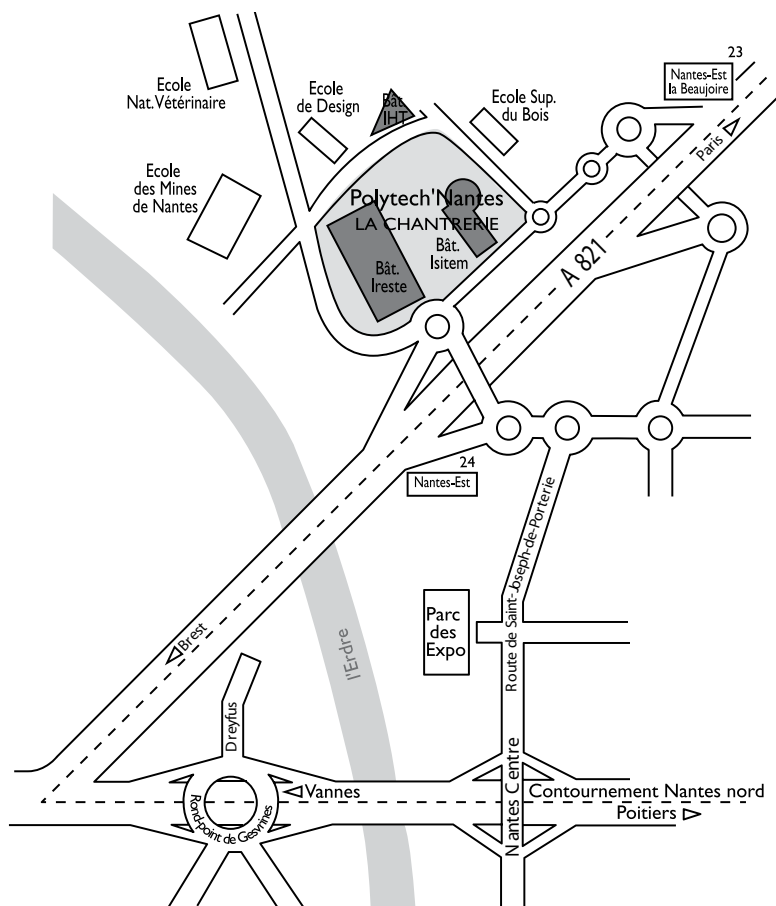 23
Nantes-Est
la Beaujoire
Ecole
Nat.Vétérinaire
Ecole
de Design
Bât.
IHT
Ecole Sup.
du Bois
Paris
Ecole
des Mines
de Nantes
Polytech'Nantes
LA CHANTRERIE
Bât.
Isitem
Bât.
Ireste
A 821
24
Nantes-Est
Route de Saint-Joseph-de-Porterie
Parc
des
Expo
Brest
l'Erdre
Dreyfus
Vannes
Nantes Centre
Contournement Nantes nord
Poitiers
Rond-point de Gesvrines